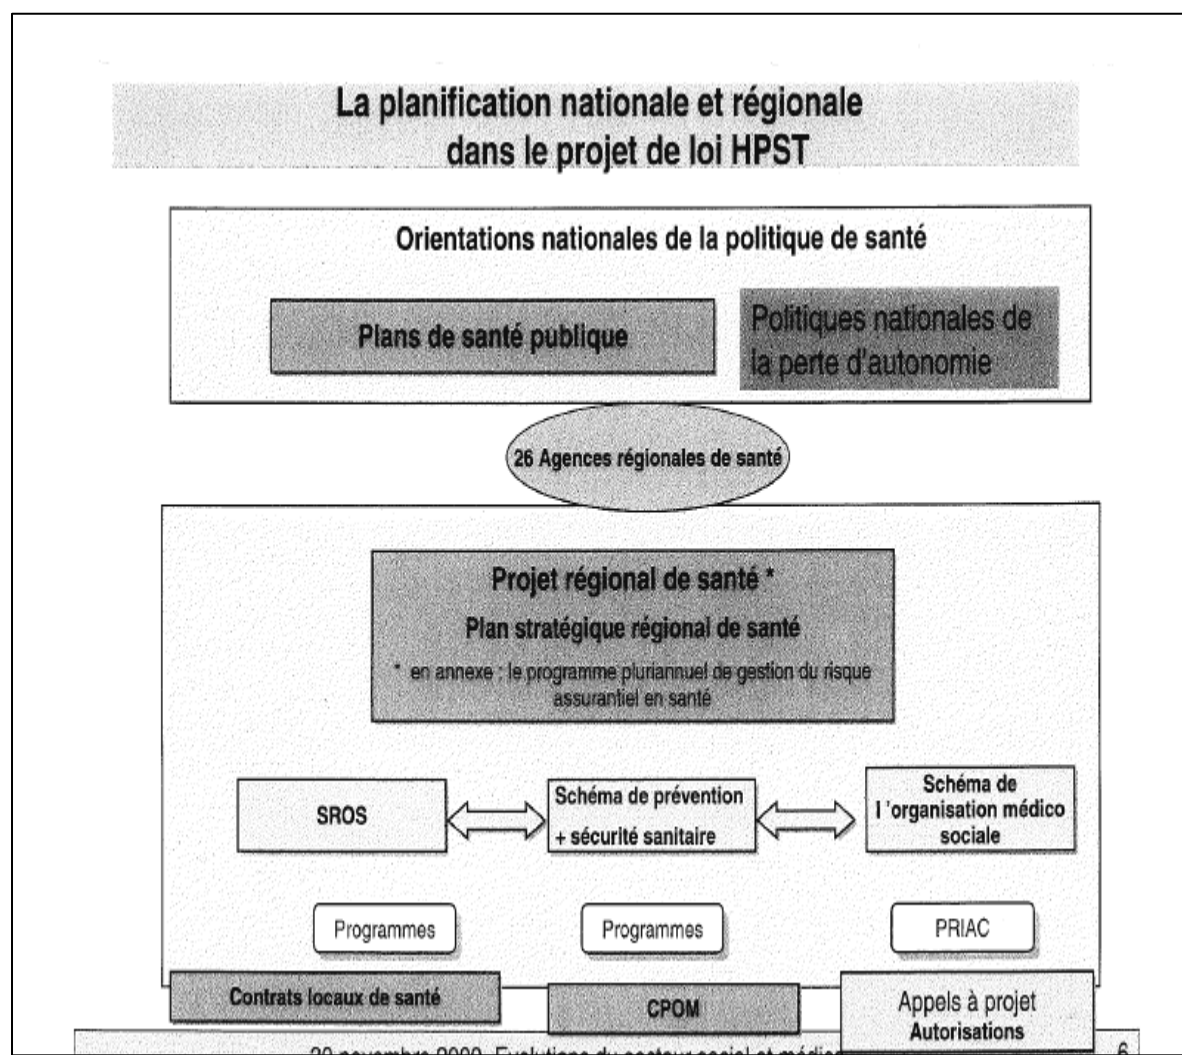 La planification nationale et régionale
dans le projet de loi HPST
Orientations nationales de la politique de santé
Plans de santé publique
Politiques nationales de
la perte d'autonomie
26 Agences régionales de santé
Projet régional de santé *
Plan stratégique régional de santé
* en annexe : le programme pluriannuel de gestion du risque
assurantiel en santé
SROS
Schéma de prévention
+ sécurité sanitaire
Schéma de
l 'organisation médico
sociale
Programmes
Programmes
PRIAC
Contrats locaux de santé
CPOM
Appels à projet
Autorisations
novembre Evolutions du secteur social et
6